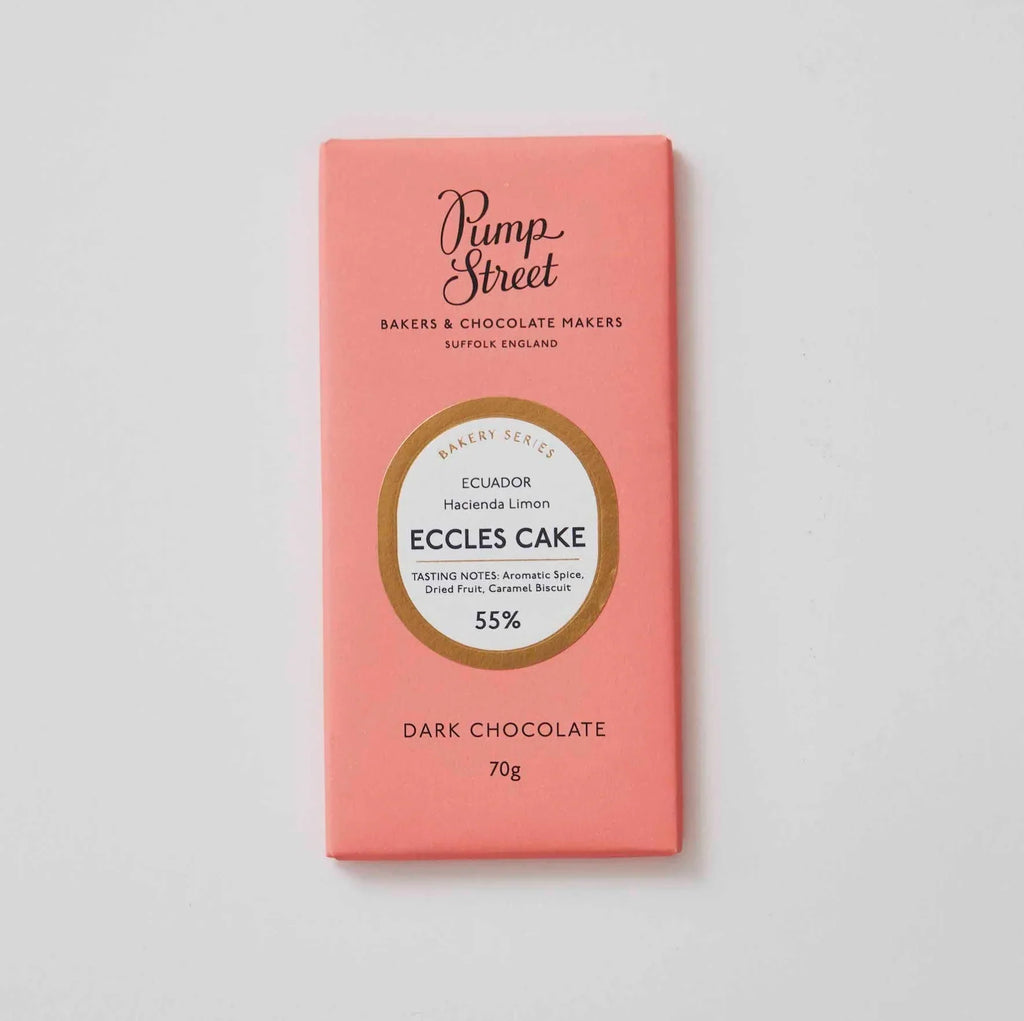 Pump
Street
BAKERS & CHOCOLATE MAKERS
SUFFOLK ENGLAND
BAKERY SERIES
ECUADOR
Hacienda Limon
ECCLES CAKE
TASTING NOTES: Aromatic Spice,
Dried Fruit, Caramel Biscuit
55%
DARK CHOCOLATE
70g